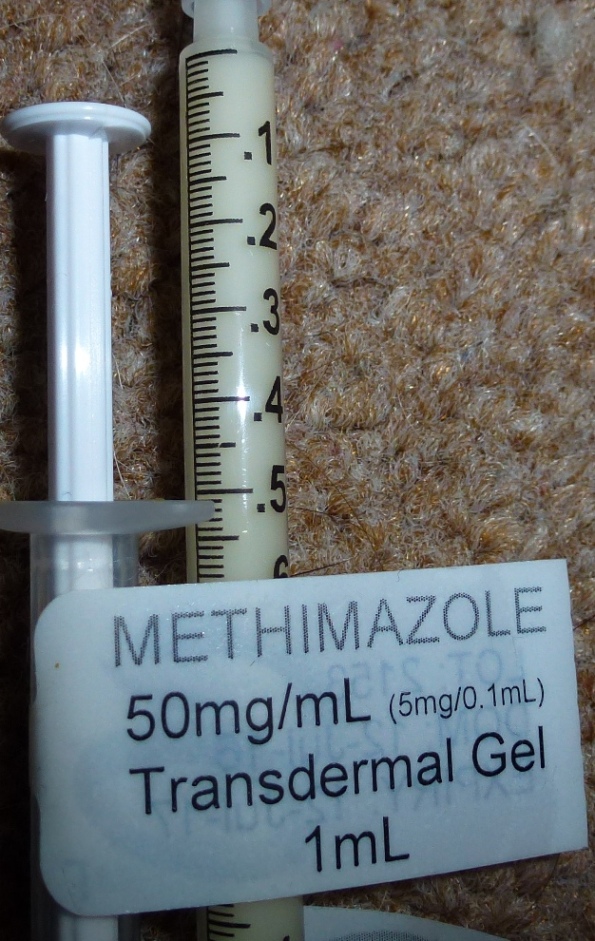 .1
.2
.3
.4
.5
METHIMAZOLE
50mg/mL (5mg/0.1mL)
Transdermal Gel
1mL